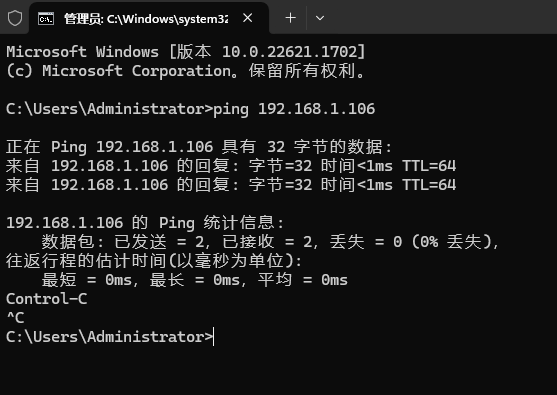 管理员: C:\Windows\system32
Microsoft Windows [版本 10.0.22621.1702]
(c) Microsoft Corporation。保留所有权利。
C:\Users\Administrator>ping 192.168.1.106
正在 Ping 192.168.1.106 具有 32 字节的数据:
来自 192.168.1.106 的回复: 字节=32 时间<1ms TTL=64
来自 192.168.1.106 的回复: 字节=32 时间<1ms TTL=64
192.168.1.106 的 Ping 统计信息:
    数据包: 已发送 = 2，已接收 = 2，丢失 = 0 (0% 丢失)，
往返行程的估计时间(以毫秒为单位):
    最短 = 0ms，最长 = 0ms，平均 = 0ms
Control-C
^C
C:\Users\Administrator>